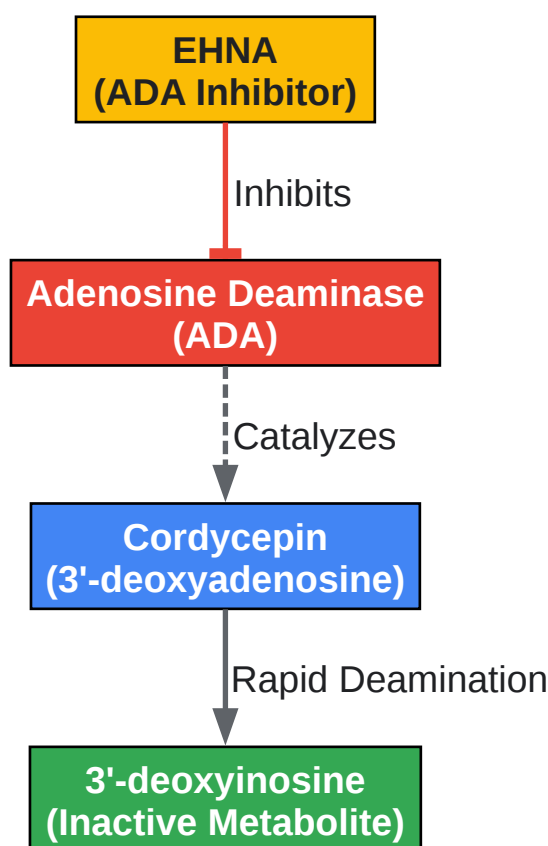 EHNA
(ADA Inhibitor)
Inhibits
Adenosine Deaminase
(ADA)
Catalyzes
Cordycepin
(3'-deoxyadenosine)
Rapid Deamination
3'-deoxyinosine
(Inactive Metabolite)